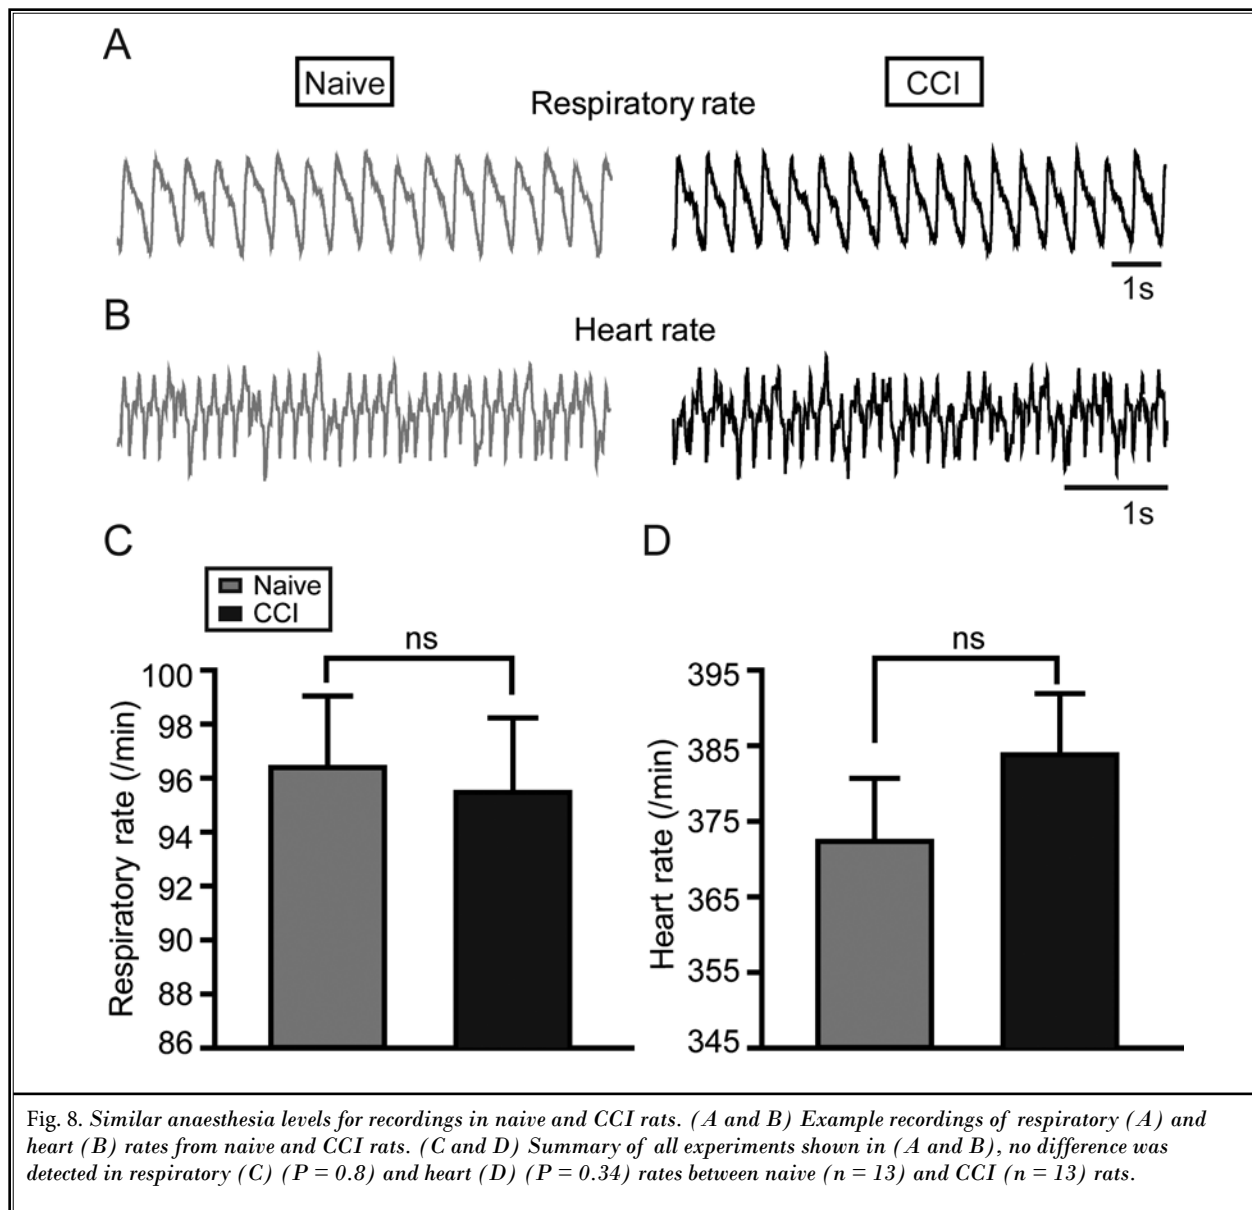 A
Naive
CCI
Respiratory rate
1s
B
Heart rate
1s
C
D
Naive
CCI
ns
ns
100
98
96
94
92
90
88
86
Respiratory rate (/min)
395
385
375
365
355
345
Heart rate (/min)
Fig. 8. Similar anaesthesia levels for recordings in naive and CCI rats. (A and B) Example recordings of respiratory (A) and
heart (B) rates from naive and CCI rats. (C and D) Summary of all experiments shown in (A and B), no difference was
detected in respiratory (C) (P = 0.8) and heart (D) (P = 0.34) rates between naive (n = 13) and CCI (n = 13) rats.